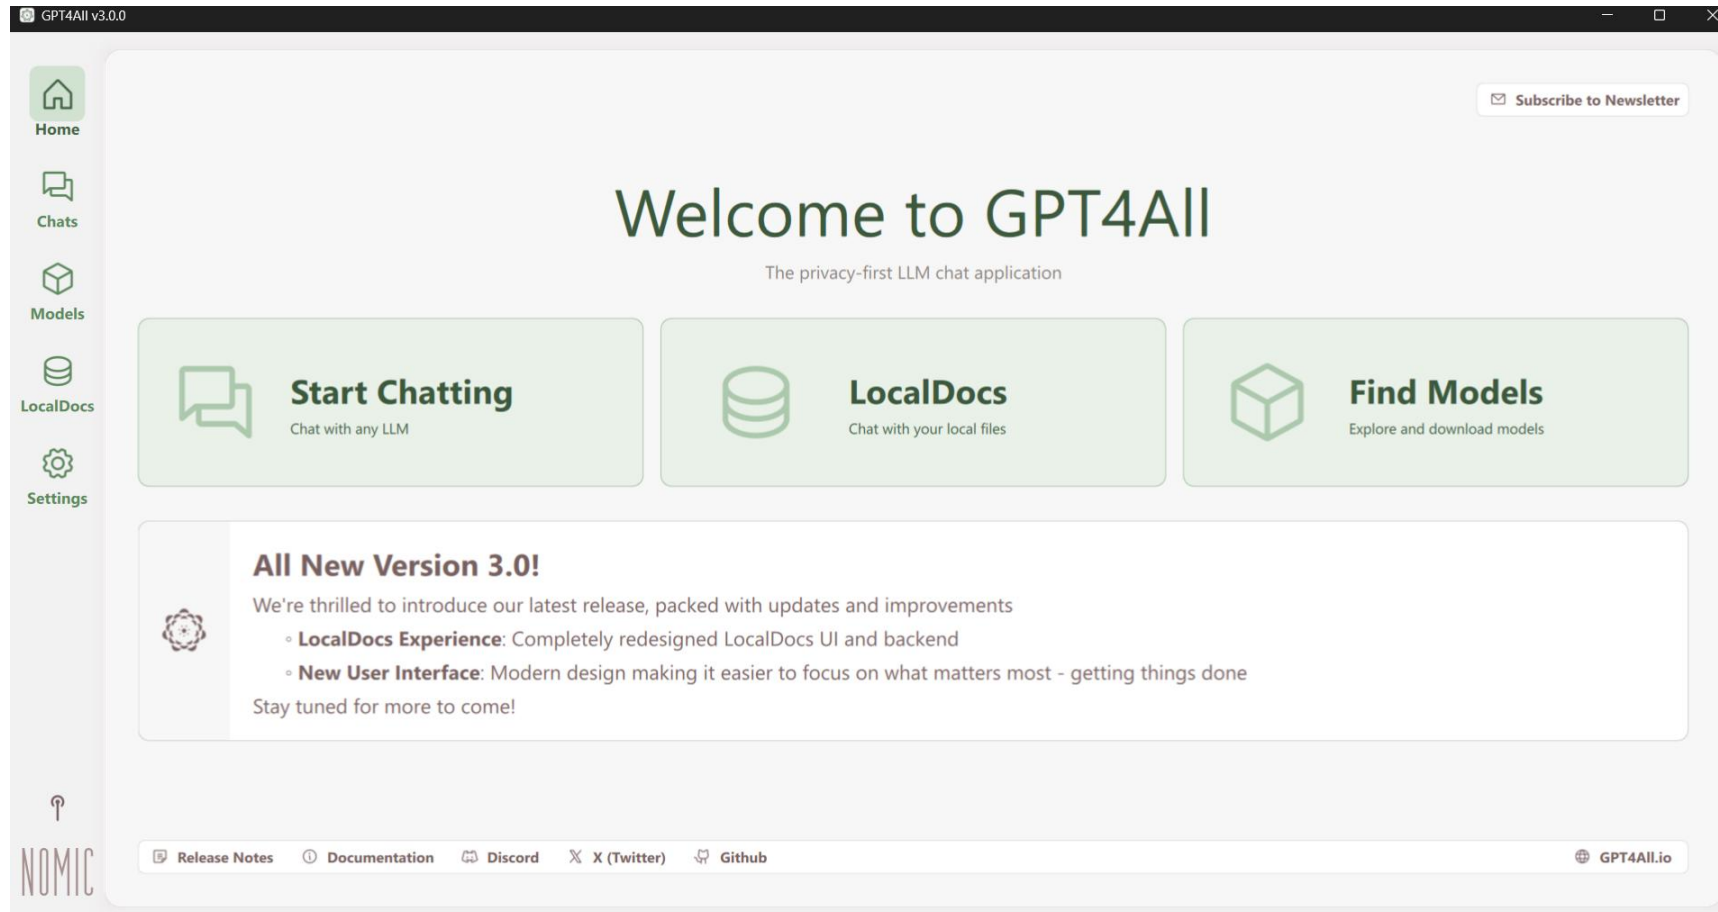 GPT4All v3.0.0
Home
Chats
Models
LocalDocs
Settings
NOMIC
Subscribe to Newsletter
Welcome to GPT4All
The privacy-first LLM chat application
Start Chatting
Chat with any LLM
LocalDocs
Chat with your local files
Find Models
Explore and download models
All New Version 3.0!
We're thrilled to introduce our latest release, packed with updates and improvements
◦ LocalDocs Experience: Completely redesigned LocalDocs UI and backend
◦ New User Interface: Modern design making it easier to focus on what matters most - getting things done
Stay tuned for more to come!
Release Notes Documentation Discord X (Twitter) Github GPT4All.io